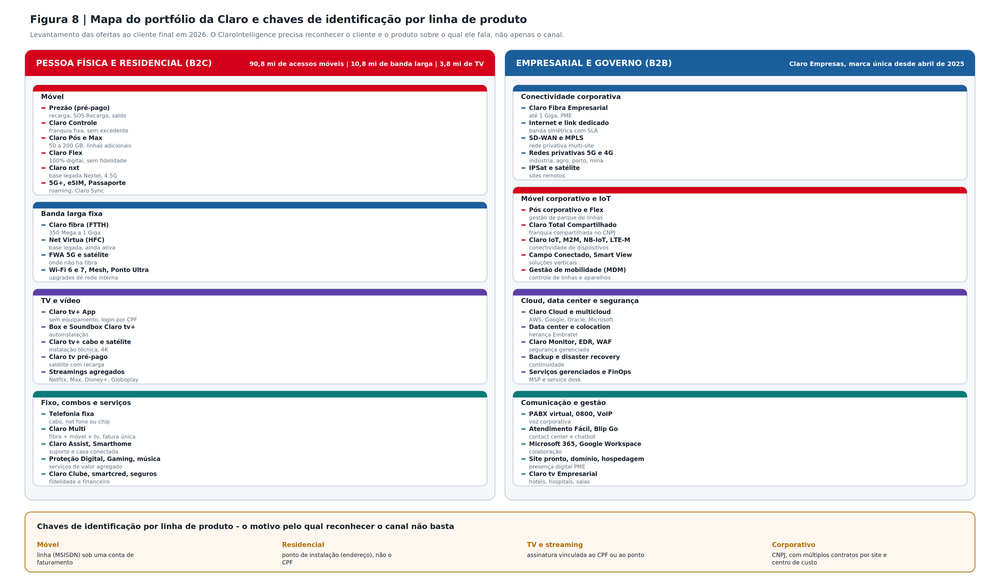 Figura 8 | Mapa do portfólio da Claro e chaves de identificação por linha de produto
Levantamento das ofertas ao cliente final em 2026. O ClaroIntelligence precisa reconhecer o cliente e o produto sobre o qual ele fala, não apenas o canal.
PESSOA FÍSICA E RESIDENCIAL (B2C)
90,8 mi de acessos móveis | 10,8 mi de banda larga | 3,8 mi de TV
Móvel
Prezão (pré-pago)
recarga, SOS Recarga, saldo
Claro Controle
franquia fixa, sem excedente
Claro Pós e Max
50 a 200 GB, linhas adicionais
Claro Flex
100% digital, sem fidelidade
Claro nxt
base legada Nextel, 4.5G
5G+, eSIM, Passaporte
roaming, Claro Sync
Banda larga fixa
Claro fibra (FTTH)
350 Mega a 1 Giga
Net Virtua (HFC)
base legada, ainda ativa
FWA 5G e satélite
onde não ha fibra
Wi-Fi 6 e 7, Mesh, Ponto Ultra
upgrades de rede interna
TV e vídeo
Claro tv+ App
sem equipamento, login por CPF
Box e Soundbox Claro tv+
autoinstalação
Claro tv+ cabo e satélite
instalação técnica, 4K
Claro tv pré-pago
satélite com recarga
Streamings agregados
Netflix, Max, Disney+, Globoplay
Fixo, combos e serviços
Telefonia fixa
cabo, net fone ou chip
Claro Multi
fibra + móvel + tv, fatura única
Claro Assist, Smarthome
suporte e casa conectada
Proteção Digital, Gaming, música
serviços de valor agregado
Claro Clube, smartcred, seguros
fidelidade e financeiro
EMPRESARIAL E GOVERNO (B2B)
Claro Empresas, marca única desde abril de 2025
Conectividade corporativa
Claro Fibra Empresarial
até 1 Giga, PME
Internet e link dedicado
banda simétrica com SLA
SD-WAN e MPLS
rede privativa multi-site
Redes privativas 5G e 4G
indústria, agro, porto, mina
IPSat e satélite
sites remotos
Móvel corporativo e IoT
Pós corporativo e Flex
gestão de parque de linhas
Claro Total Compartilhado
franquia compartilhada no CNPJ
Claro IoT, M2M, NB-IoT, LTE-M
conectividade de dispositivos
Campo Conectado, Smart View
soluções verticais
Gestão de mobilidade (MDM)
controle de linhas e aparelhos
Cloud, data center e segurança
Claro Cloud e multicloud
AWS, Google, Oracle, Microsoft
Data center e colocation
herança Embratel
Claro Monitor, EDR, WAF
segurança gerenciada
Backup e disaster recovery
continuidade
Serviços gerenciados e FinOps
MSP e service desk
Comunicação e gestão
PABX virtual, 0800, VoIP
voz corporativa
Atendimento Fácil, Blip Go
contact center e chatbot
Microsoft 365, Google Workspace
colaboração
Site pronto, domínio, hospedagem
presença digital PME
Claro tv Empresarial
hotéis, hospitais, salas
Chaves de identificação por linha de produto - o motivo pelo qual reconhecer o canal não basta
Móvel
linha (MSISDN) sob uma conta de
faturamento
Residencial
ponto de instalação (endereço), não o
CPF
TV e streaming
assinatura vinculada ao CPF ou ao ponto
Corporativo
CNPJ, com múltiplos contratos por site e
centro de custo